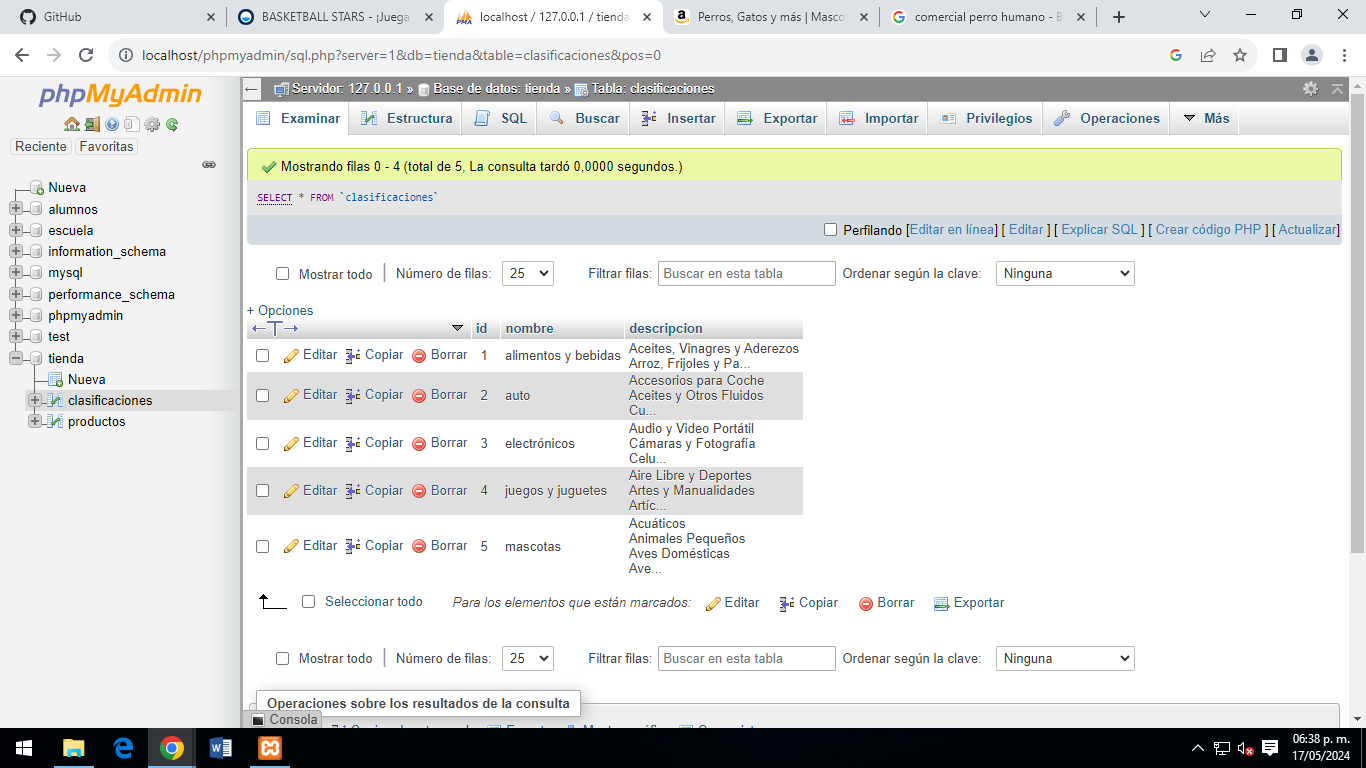 GitHub
BASKETBALL STARS - ¡Juega
localhost / 127.0.0.1 / tienda
Perros, Gatos y más | Masco
comercial perro humano - B
localhost/phpmyadmin/sql.php?server=1&db=tienda&table=clasificaciones&pos=0
phpMyAdmin
Reciente Favoritas
Nueva
alumnos
escuela
information_schema
mysql
performance_schema
phpmyadmin
test
tienda
Nueva
clasificaciones
productos
Servidor: 127.0.0.1 » Base de datos: tienda » Tabla: clasificaciones
Examinar Estructura SQL Buscar Insertar Exportar Importar Privilegios Operaciones Más
Mostrando filas 0 - 4 (total de 5, La consulta tardó 0,0000 segundos.)
SELECT * FROM `clasificaciones`
Perfilando [Editar en línea] [ Editar ] [ Explicar SQL ] [ Crear código PHP ] [ Actualizar]
Mostrar todo Número de filas: 25 Filtrar filas: Buscar en esta tabla Ordenar según la clave: Ninguna
+ Opciones
id nombre descripcion
Editar Copiar Borrar 1 alimentos y bebidas Aceites, Vinagres y Aderezos
Arroz, Frijoles y Pa...
Editar Copiar Borrar 2 auto Accesorios para Coche
Aceites y Otros Fluidos
Cu...
Editar Copiar Borrar 3 electrónicos Audio y Video Portátil
Cámaras y Fotografía
Celu...
Editar Copiar Borrar 4 juegos y juguetes Aire Libre y Deportes
Artes y Manualidades
Artíc...
Editar Copiar Borrar 5 mascotas Acuáticos
Animales Pequeños
Aves Domésticas
Ave...
Seleccionar todo Para los elementos que están marcados: Editar Copiar Borrar Exportar
Mostrar todo Número de filas: 25 Filtrar filas: Buscar en esta tabla Ordenar según la clave: Ninguna
Operaciones sobre los resultados de la consulta
Consola
06:38 p. m.
17/05/2024